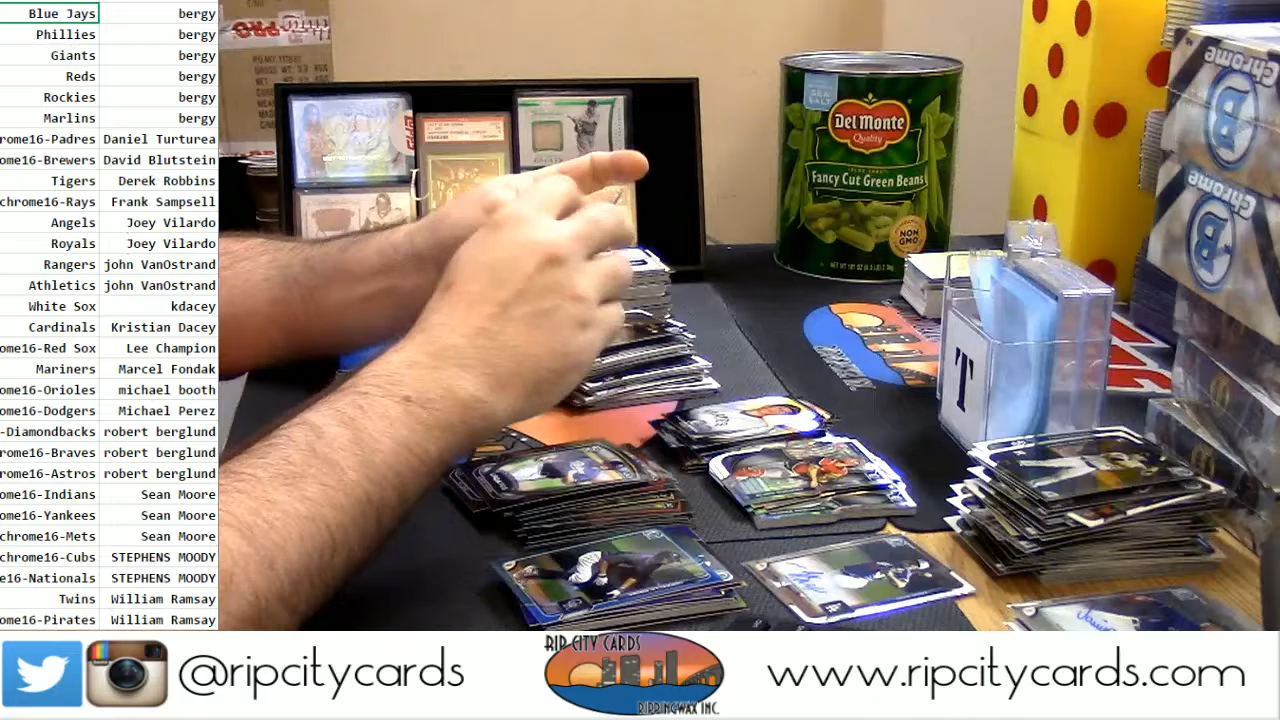 Blue Jays bergy
Phillies bergy
Giants bergy
Reds bergy
Rockies bergy
Marlins bergy
hrome16-Padres Daniel Turturea
ome16-Brewers David Blutstein
Tigers Derek Robbins
chrome16-Rays Frank Sampsell
Angels Joey Vilardo
Royals Joey Vilardo
Rangers john VanOstrand
Athletics john VanOstrand
White Sox kdacey
Cardinals Kristian Dacey
ome16-Red Sox Lee Champion
Mariners Marcel Fondak
ome16-Orioles michael booth
ome16-Dodgers Michael Perez
-Diamondbacks rorert berglund
rome16-Braves robert berglund
rome16-Astros robert berglund
ome16-Indians Sean Moore
ome16-Yankees Sean Moore
chrome16-Mets Sean Moore
chrome16-Cubs STEPHENS MOODY
e16-Nationals STEPHENS MOODY
Twins William Ramsay
ome16-Pirates William Ramsay
PRO
SEA SALT
Del Monte
Quality
Fancy Cut Green Beans
NON GMO
Chrome
B
Chrome
B
T
@ripcitycards
RIP CITY CARDS
RIPPINGWAX INC.
www.ripcitycards.com